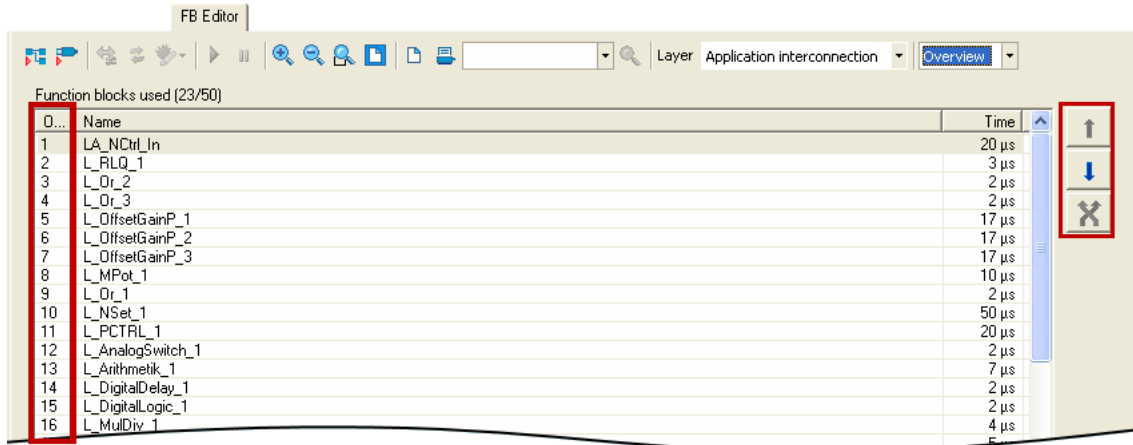 FB Editor
Layer Application interconnection Overview
Function blocks used (23/50)
O... Name Time
1 LA_NCtrl_In 20 µs
2 L_RLQ_1 3 µs
3 L_Or_2 2 µs
4 L_Or_3 2 µs
5 L_OffsetGainP_1 17 µs
6 L_OffsetGainP_2 17 µs
7 L_OffsetGainP_3 17 µs
8 L_MPot_1 10 µs
9 L_Or_1 2 µs
10 L_NSet_1 50 µs
11 L_PCTRL_1 20 µs
12 L_AnalogSwitch_1 2 µs
13 L_Arithmetik_1 7 µs
14 L_DigitalDelay_1 2 µs
15 L_DigitalLogic_1 2 µs
16 L_MulDiv_1 4 µs